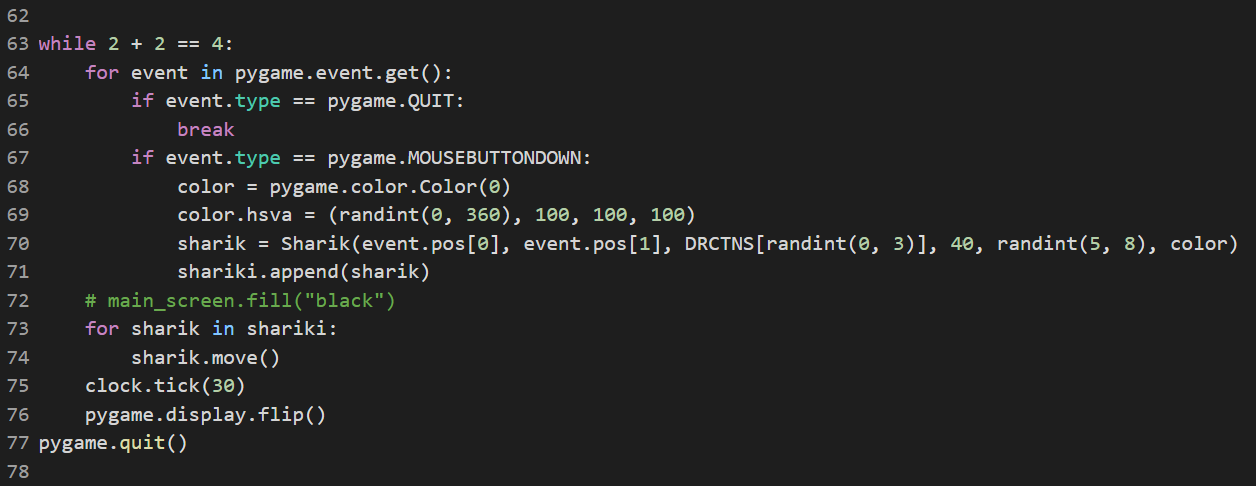 62
63 while 2 + 2 == 4:
64     for event in pygame.event.get():
65         if event.type == pygame.QUIT:
66             break
67         if event.type == pygame.MOUSEBUTTONDOWN:
68             color = pygame.color.Color(0)
69             color.hsva = (randint(0, 360), 100, 100, 100)
70             sharik = Sharik(event.pos[0], event.pos[1], DRCTNS[randint(0, 3)], 40, randint(5, 8), color)
71             shariki.append(sharik)
72     # main_screen.fill("black")
73     for sharik in shariki:
74         sharik.move()
75     clock.tick(30)
76     pygame.display.flip()
77 pygame.quit()
78